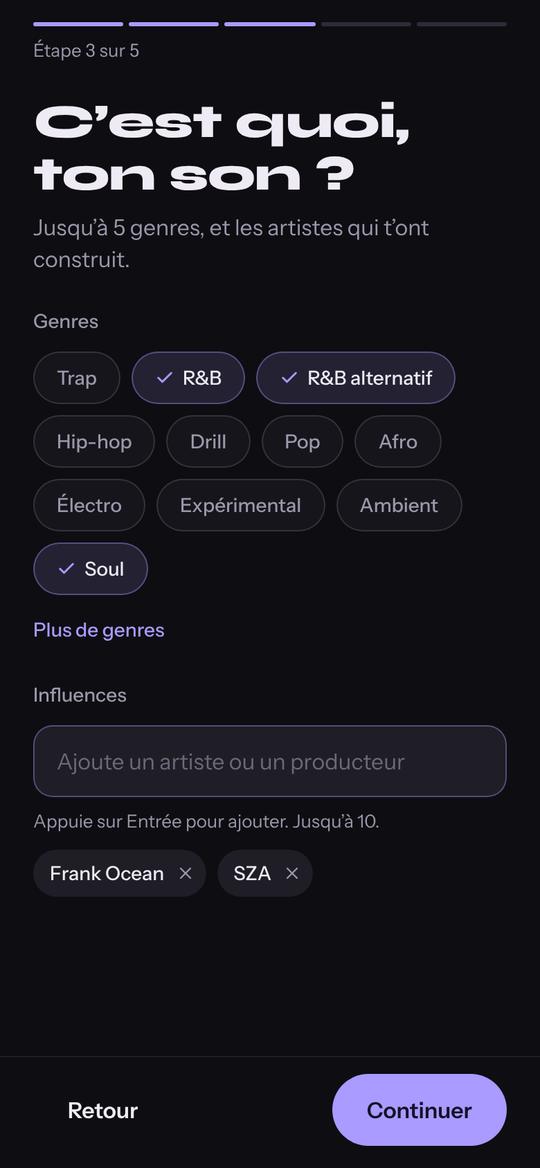 Étape 3 sur 5
C’est quoi,
ton son ?
Jusqu’à 5 genres, et les artistes qui t’ont
construit.
Genres
Trap
R&B
R&B alternatif
Hip-hop
Drill
Pop
Afro
Électro
Expérimental
Ambient
Soul
Plus de genres
Influences
Ajoute un artiste ou un producteur
Appuie sur Entrée pour ajouter. Jusqu’à 10.
Frank Ocean
SZA
Retour
Continuer